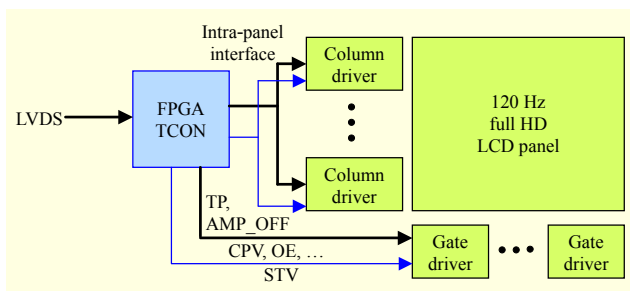 Intra-panel
interface
Column
driver
LVDS
FPGA
TCON
120 Hz
full HD
LCD panel
Column
driver
TP,
AMP_OFF
CPV, OE, …
STV
Gate
driver
Gate
driver